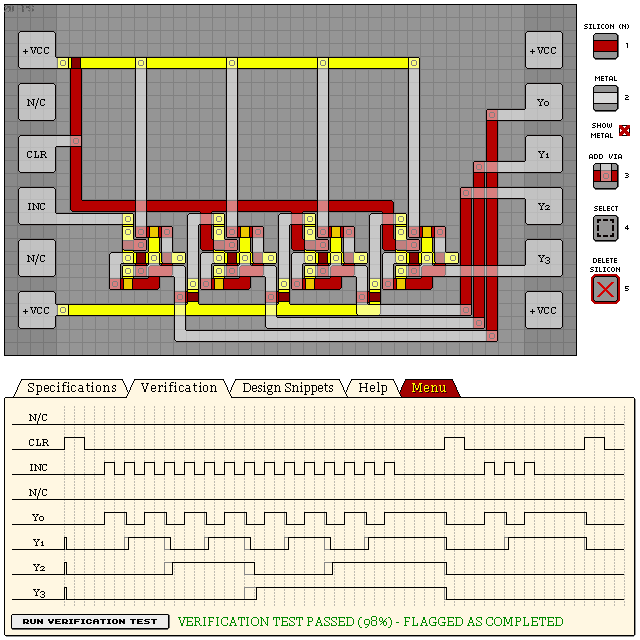 +VCC
N/C
CLR
INC
N/C
+VCC
+VCC
Y0
Y1
Y2
Y3
+VCC
SILICON (N)
1
METAL
2
SHOW
METAL
ADD VIA
3
SELECT
4
DELETE
SILICON
5
Specifications
Verification
Design Snippets
Help
Menu
N/C
CLR
INC
N/C
Y0
Y1
Y2
Y3
RUN VERIFICATION TEST
VERIFICATION TEST PASSED (98%) - FLAGGED AS COMPLETED